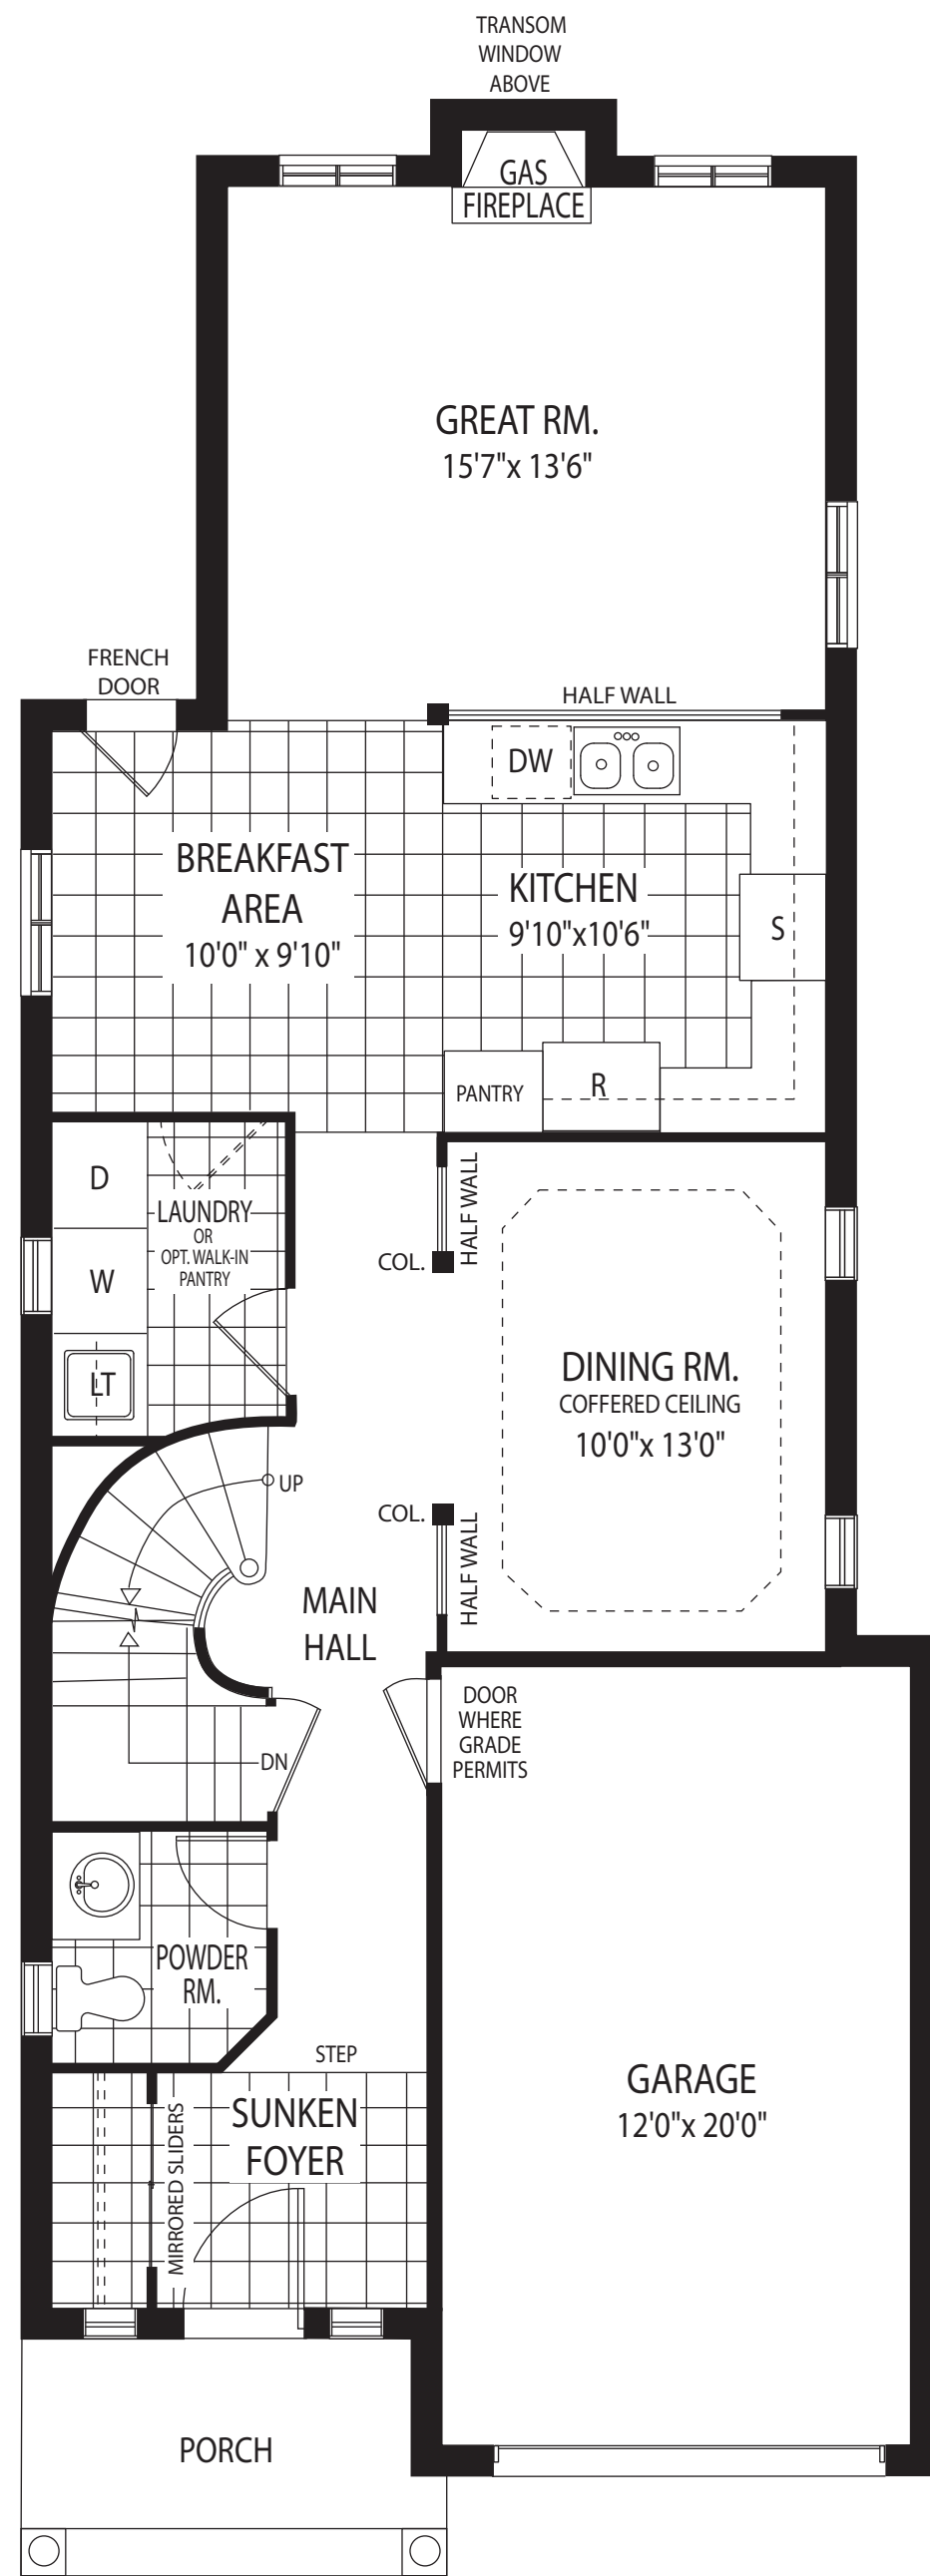 TRANSOM
WINDOW
ABOVE
GAS
FIREPLACE
GREAT RM.
15'7"x 13'6"
FRENCH
DOOR
HALF WALL
DW
BREAKFAST
AREA
10'0" x 9'10"
KITCHEN
9'10"x10'6"
S
PANTRY
R
D
LAUNDRY
OR
OPT. WALK-IN
PANTRY
W
LT
HALF WALL
COL.
DINING RM.
COFFERED CEILING
10'0"x 13'0"
UP
COL.
HALF WALL
MAIN
HALL
DOOR
WHERE
GRADE
PERMITS
DN
POWDER
RM.
STEP
SUNKEN
FOYER
MIRRORED SLIDERS
GARAGE
12'0"x 20'0"
PORCH